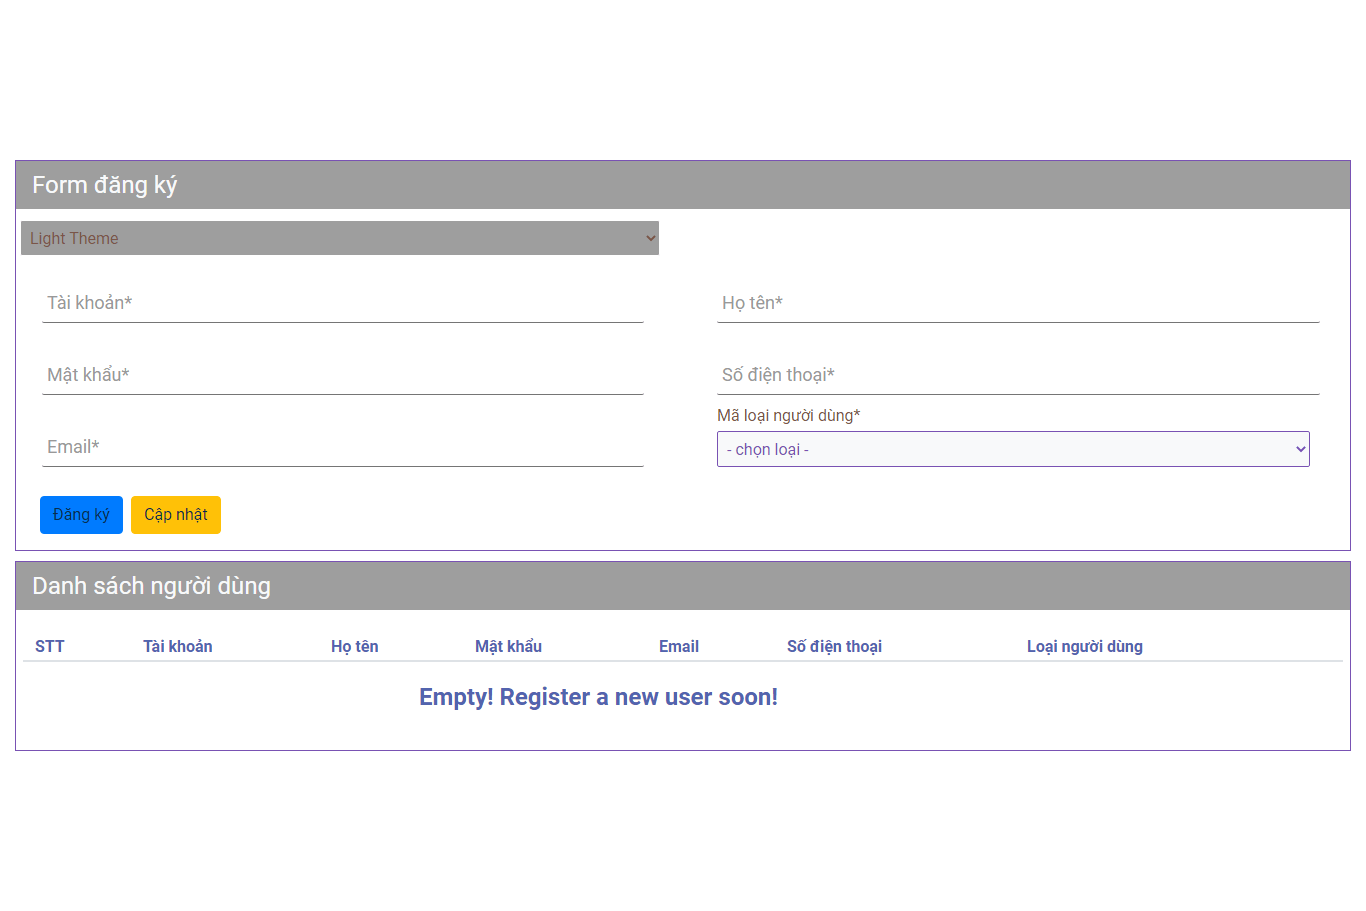 Form đăng ký
Light Theme
Tài khoản*
Họ tên*
Mật khẩu*
Số điện thoại*
Mã loại người dùng*
Email*
- chọn loại -
Đăng ký Cập nhật
Danh sách người dùng
STT Tài khoản Họ tên Mật khẩu Email Số điện thoại Loại người dùng
Empty! Register a new user soon!